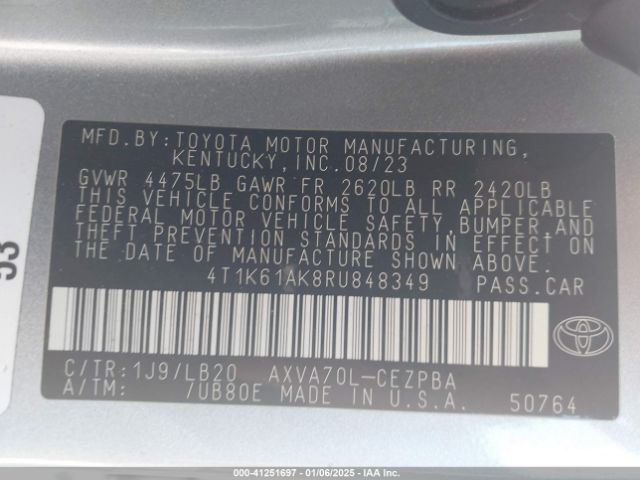 MFD.BY:TOYOTA MOTOR MANUFACTURING,
KENTUCKY, INC. 08/23
GVWR 4475LB GAWR FR 2620LB RR 2420LB
THIS VEHICLE CONFORMS TO ALL APPLICABLE
FEDERAL MOTOR VEHICLE SAFETY, BUMPER, AND
THEFT PREVENTION STANDARDS IN EFFECT ON
THE DATE OF MANUFACTURE SHOWN ABOVE.
4T1K61AK8RU848349 PASS.CAR
C/TR:1J9/LB20 AXVA70L-CEZPBA
A/TM: /UB80E MADE IN U.S.A. 50764
53
000-41251697 - 01/06/2025 - IAA Inc.